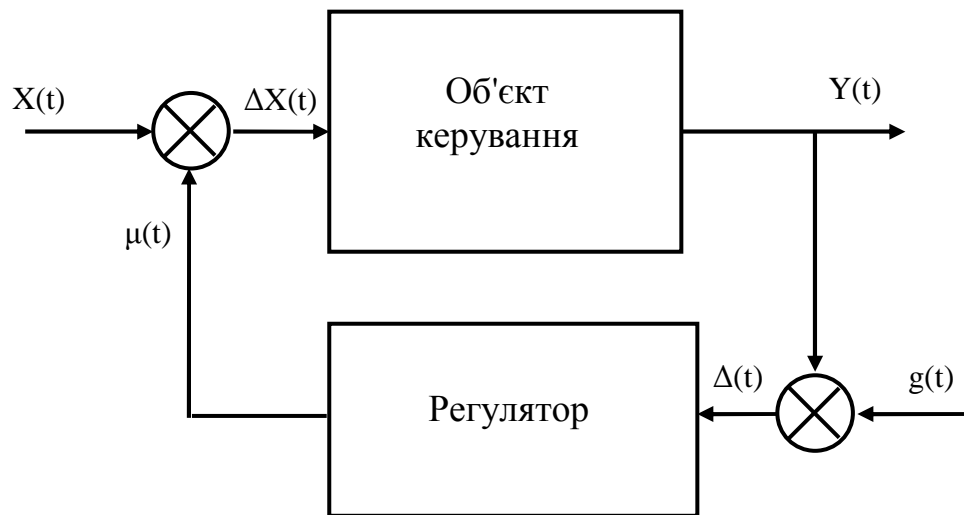 X(t)
ΔX(t)
Об'єкт
керування
Y(t)
μ(t)
Регулятор
Δ(t)
g(t)